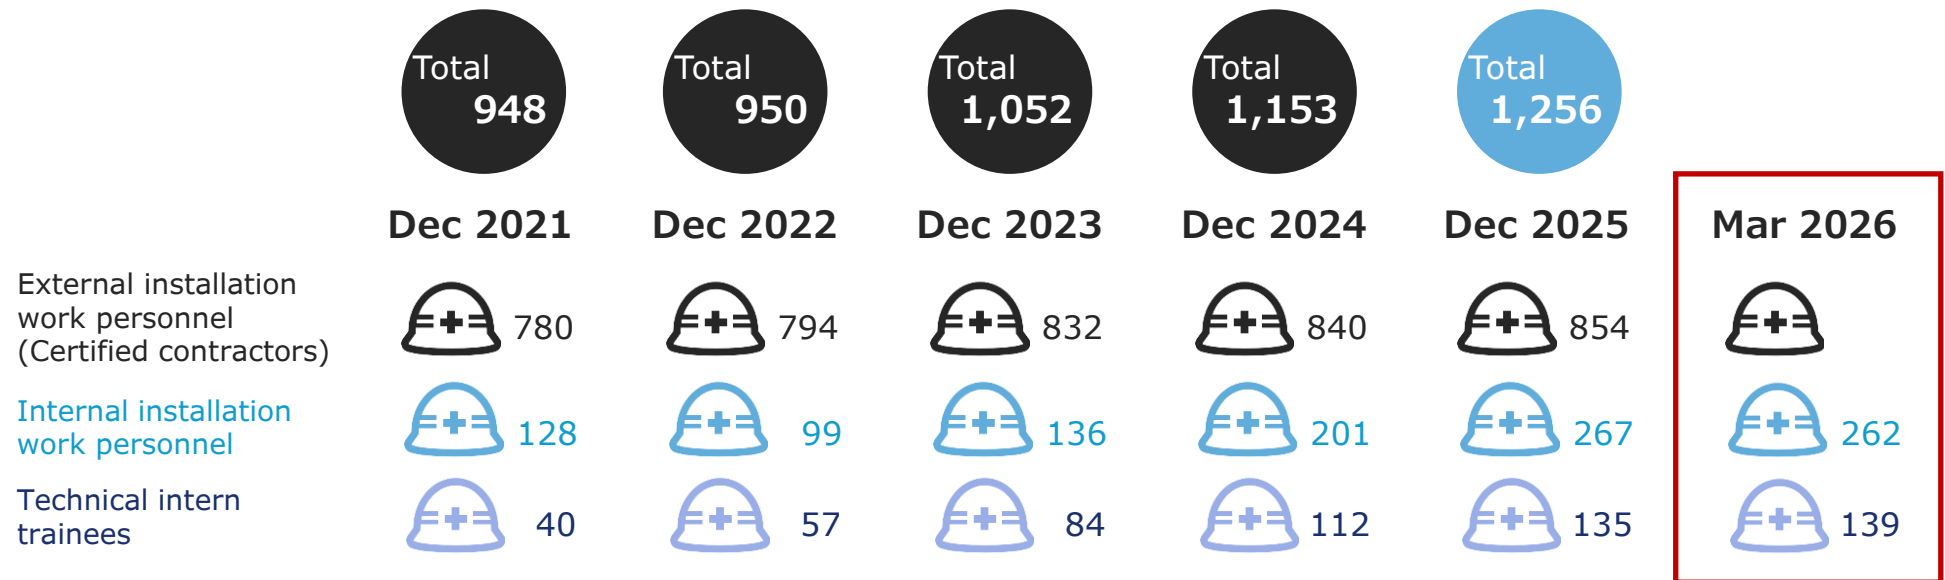 Total Total Total Total Total
948 950 1,052 1,153 1,256
Dec 2021 Dec 2022 Dec 2023 Dec 2024 Dec 2025 Mar 2026
External installation
work personnel 780 794 832 840 854
(Certified contractors)
Internal installation
work personnel 128 99 136 201 267 262
Technical intern
trainees 40 57 84 112 135 139